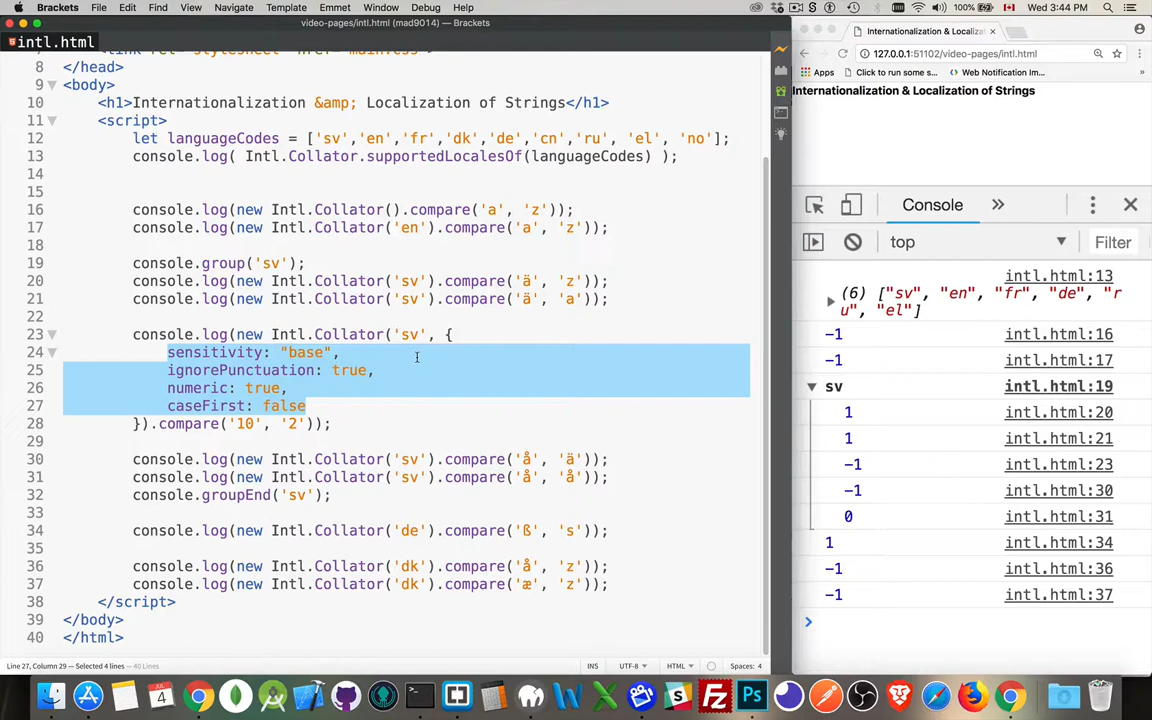 Brackets File Edit Find View Navigate Template Emmet Window Debug Help 100% Wed 3:44 PM
video-pages/intl.html (mad9014) — Brackets
intl.html
8 </head>
9 <body>
10 <h1>Internationalization &amp; Localization of Strings</h1>
11 <script>
12 let languageCodes = ['sv','en','fr','dk','de','cn','ru', 'el', 'no'];
13 console.log( Intl.Collator.supportedLocalesOf(languageCodes) );
14
15
16 console.log(new Intl.Collator().compare('a', 'z'));
17 console.log(new Intl.Collator('en').compare('a', 'z'));
18
19 console.group('sv');
20 console.log(new Intl.Collator('sv').compare('ä', 'z'));
21 console.log(new Intl.Collator('sv').compare('ä', 'a'));
22
23 console.log(new Intl.Collator('sv', {
24 sensitivity: "base",
25 ignorePunctuation: true,
26 numeric: true,
27 caseFirst: false
28 }).compare('10', '2'));
29
30 console.log(new Intl.Collator('sv').compare('å', 'ä'));
31 console.log(new Intl.Collator('sv').compare('å', 'å'));
32 console.groupEnd('sv');
33
34 console.log(new Intl.Collator('de').compare('ß', 's'));
35
36 console.log(new Intl.Collator('dk').compare('å', 'z'));
37 console.log(new Intl.Collator('dk').compare('æ', 'z'));
38 </script>
39 </body>
40 </html>
Line 27, Column 29 — Selected 4 lines — 40 Lines
INS UTF-8 HTML Spaces: 4
Internationalization & Localiza
127.0.0.1:51102/video-pages/intl.html
Apps Click to run some s... Web Notification Im... »
Internationalization & Localization of Strings
Console »
top Filter
intl.html:13
(6) ["sv", "en", "fr", "de", "r
u", "el"]
-1 intl.html:16
-1 intl.html:17
sv intl.html:19
1 intl.html:20
1 intl.html:21
-1 intl.html:23
-1 intl.html:30
0 intl.html:31
1 intl.html:34
-1 intl.html:36
-1 intl.html:37